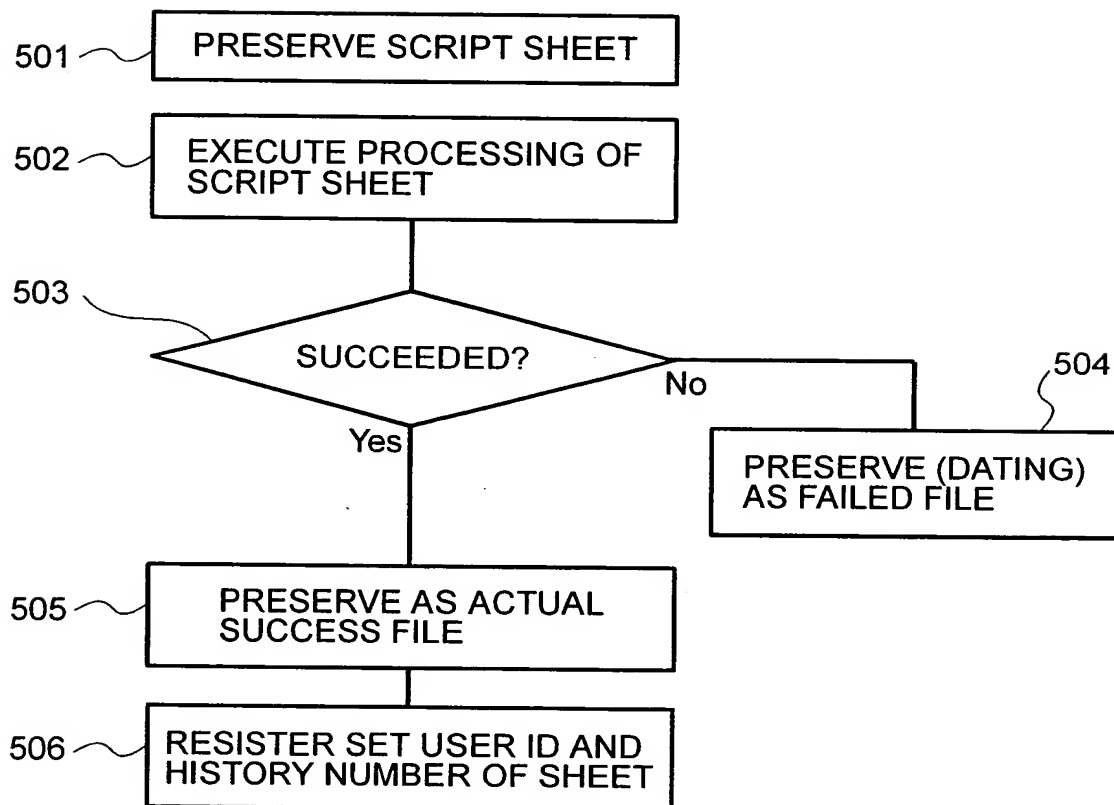 501
PRESERVE SCRIPT SHEET
502
EXECUTE PROCESSING OF
SCRIPT SHEET
503
SUCCEEDED?
No
Yes
504
PRESERVE (DATING)
AS FAILED FILE
505
PRESERVE AS ACTUAL
SUCCESS FILE
506
RESISTER SET USER ID AND
HISTORY NUMBER OF SHEET